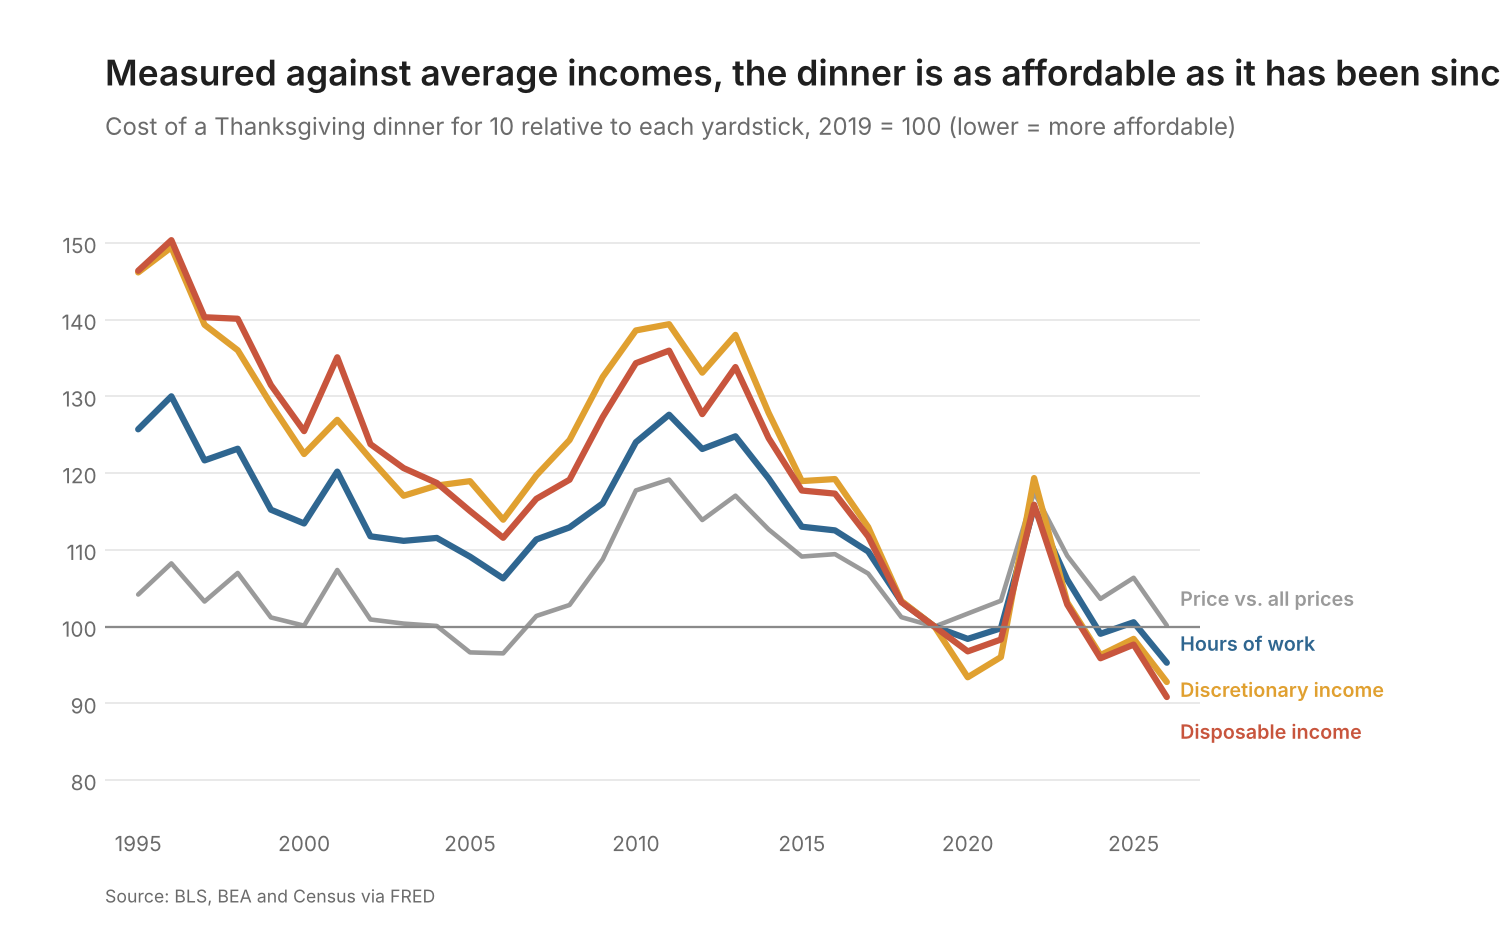 Measured against average incomes, the dinner is as affordable as it has been sinc
Cost of a Thanksgiving dinner for 10 relative to each yardstick, 2019 = 100 (lower = more affordable)
150
140
130
120
110
100
90
80
Price vs. all prices
Hours of work
Discretionary income
Disposable income
1995 2000 2005 2010 2015 2020 2025
Source: BLS, BEA and Census via FRED